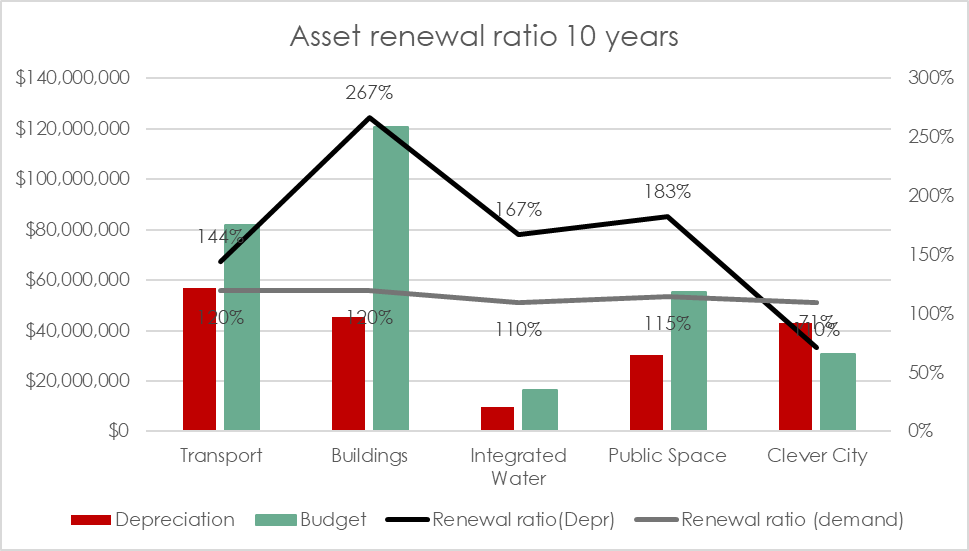 Asset renewal ratio 10 years
$140,000,000
$120,000,000
$100,000,000
$80,000,000
$60,000,000
$40,000,000
$20,000,000
$0
300%
250%
200%
150%
100%
50%
0%
144%
267%
167%
183%
71%
120%
120%
110%
115%
110%
Transport
Buildings
Integrated
Water
Public Space
Clever City
Depreciation
Budget
Renewal ratio(Depr)
Renewal ratio (demand)